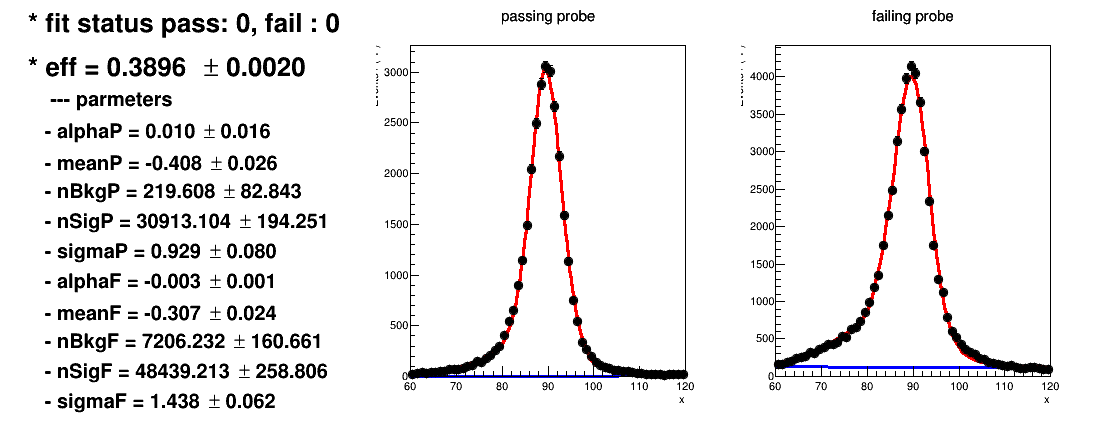 * fit status pass: 0, fail : 0
* eff = 0.3896 ± 0.0020
--- parmeters
- alphaP = 0.010 ± 0.016
- meanP = -0.408 ± 0.026
- nBkgP = 219.608 ± 82.843
- nSigP = 30913.104 ± 194.251
- sigmaP = 0.929 ± 0.080
- alphaF = -0.003 ± 0.001
- meanF = -0.307 ± 0.024
- nBkgF = 7206.232 ± 160.661
- nSigF = 48439.213 ± 258.806
- sigmaF = 1.438 ± 0.062
passing probe
3000
2500
2000
1500
1000
500
0
60 70 80 90 100 110 120
x
failing probe
4000
3500
3000
2500
2000
1500
1000
500
0
60 70 80 90 100 110 120
x